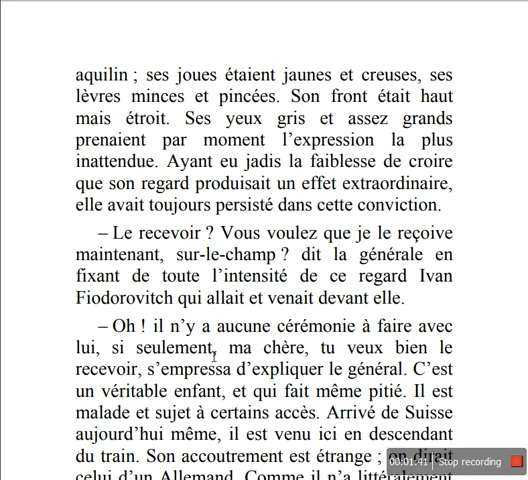 aquilin ; ses joues étaient jaunes et creuses, ses
lèvres minces et pincées. Son front était haut
mais étroit. Ses yeux gris et assez grands
prenaient par moment l’expression la plus
inattendue. Ayant eu jadis la faiblesse de croire
que son regard produisait un effet extraordinaire,
elle avait toujours persisté dans cette conviction.
– Le recevoir ? Vous voulez que je le reçoive
maintenant, sur-le-champ ? dit la générale en
fixant de toute l’intensité de ce regard Ivan
Fiodorovitch qui allait et venait devant elle.
– Oh ! il n’y a aucune cérémonie à faire avec
lui, si seulement, ma chère, tu veux bien le
recevoir, s’empressa d’expliquer le général. C’est
un véritable enfant, et qui fait même pitié. Il est
malade et sujet à certains accès. Arrivé de Suisse
aujourd’hui même, il est venu ici en descendant
du train. Son accoutrement est étrange ; on dirait
celui d’un Allemand. Comme il n’a littéralement
00:01:41 | Stop recording